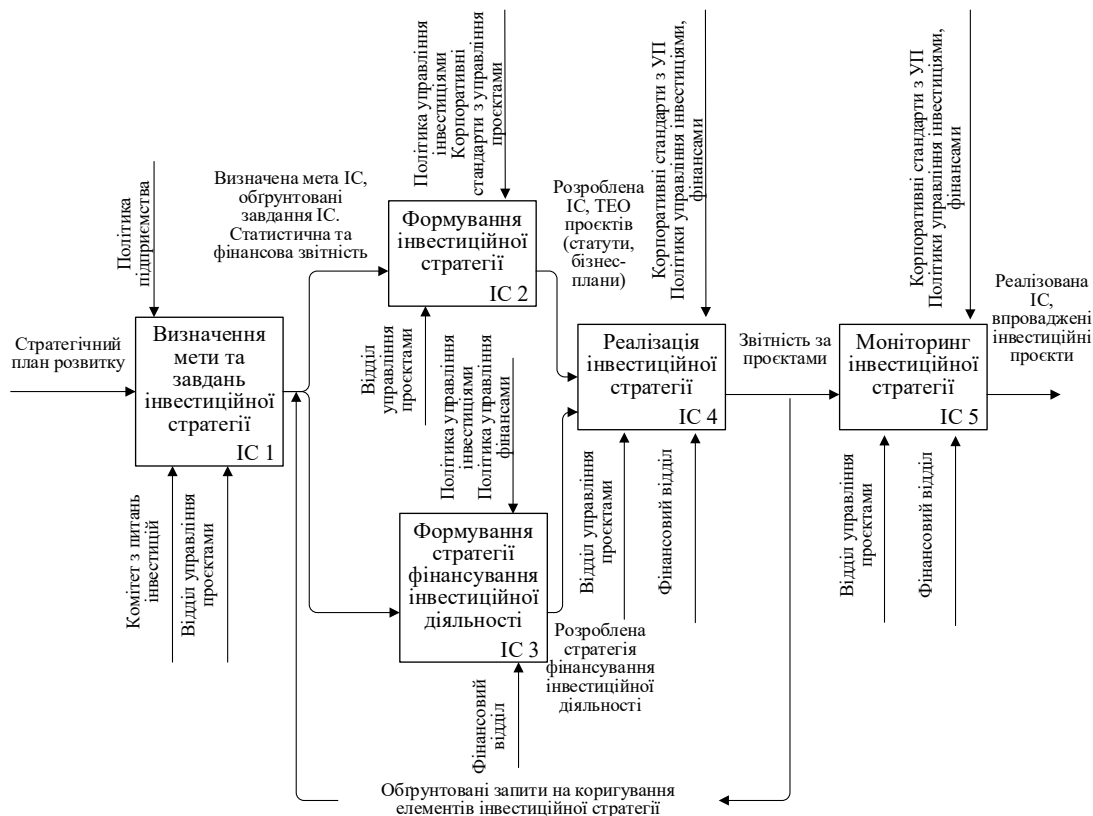 Політика управління
інвестиціями
Корпоративні
стандарти з управління
проєктами
Корпоративні стандарти з УП
Політики управління інвестиціями,
фінансами
Корпоративні стандарти з УП
Політики управління інвестиціями,
фінансами
Політика
підприємства
Визначена мета ІС,
обґрунтовані
завдання ІС.
Статистична та
фінансова звітність
Формування
інвестиційної
стратегії
ІС 2
Розроблена
ІС, ТЕО
проєктів
(статути,
бізнес-
плани)
Реалізована
ІС,
впроваджені
інвестиційні
проєкти
Стратегічний
план розвитку
Визначення
мети та
завдань
інвестиційної
стратегії
ІС 1
Відділ
управління
проєктами
Політика управління
інвестиціями
Політика управління
фінансами
Реалізація
інвестиційної
стратегії
ІС 4
Звітність за
проєктами
Моніторинг
інвестиційної
стратегії
ІС 5
Комітет з питань
інвестицій
Відділ управління
проєктами
Формування
стратегії
фінансування
інвестиційної
діяльності
ІС 3
Відділ управління
проєктами
Фінансовий відділ
Відділ управління
проєктами
Фінансовий відділ
Розроблена
стратегія
фінансування
інвестиційної
діяльності
Фінансовий
відділ
Обґрунтовані запити на коригування
елементів інвестиційної стратегії